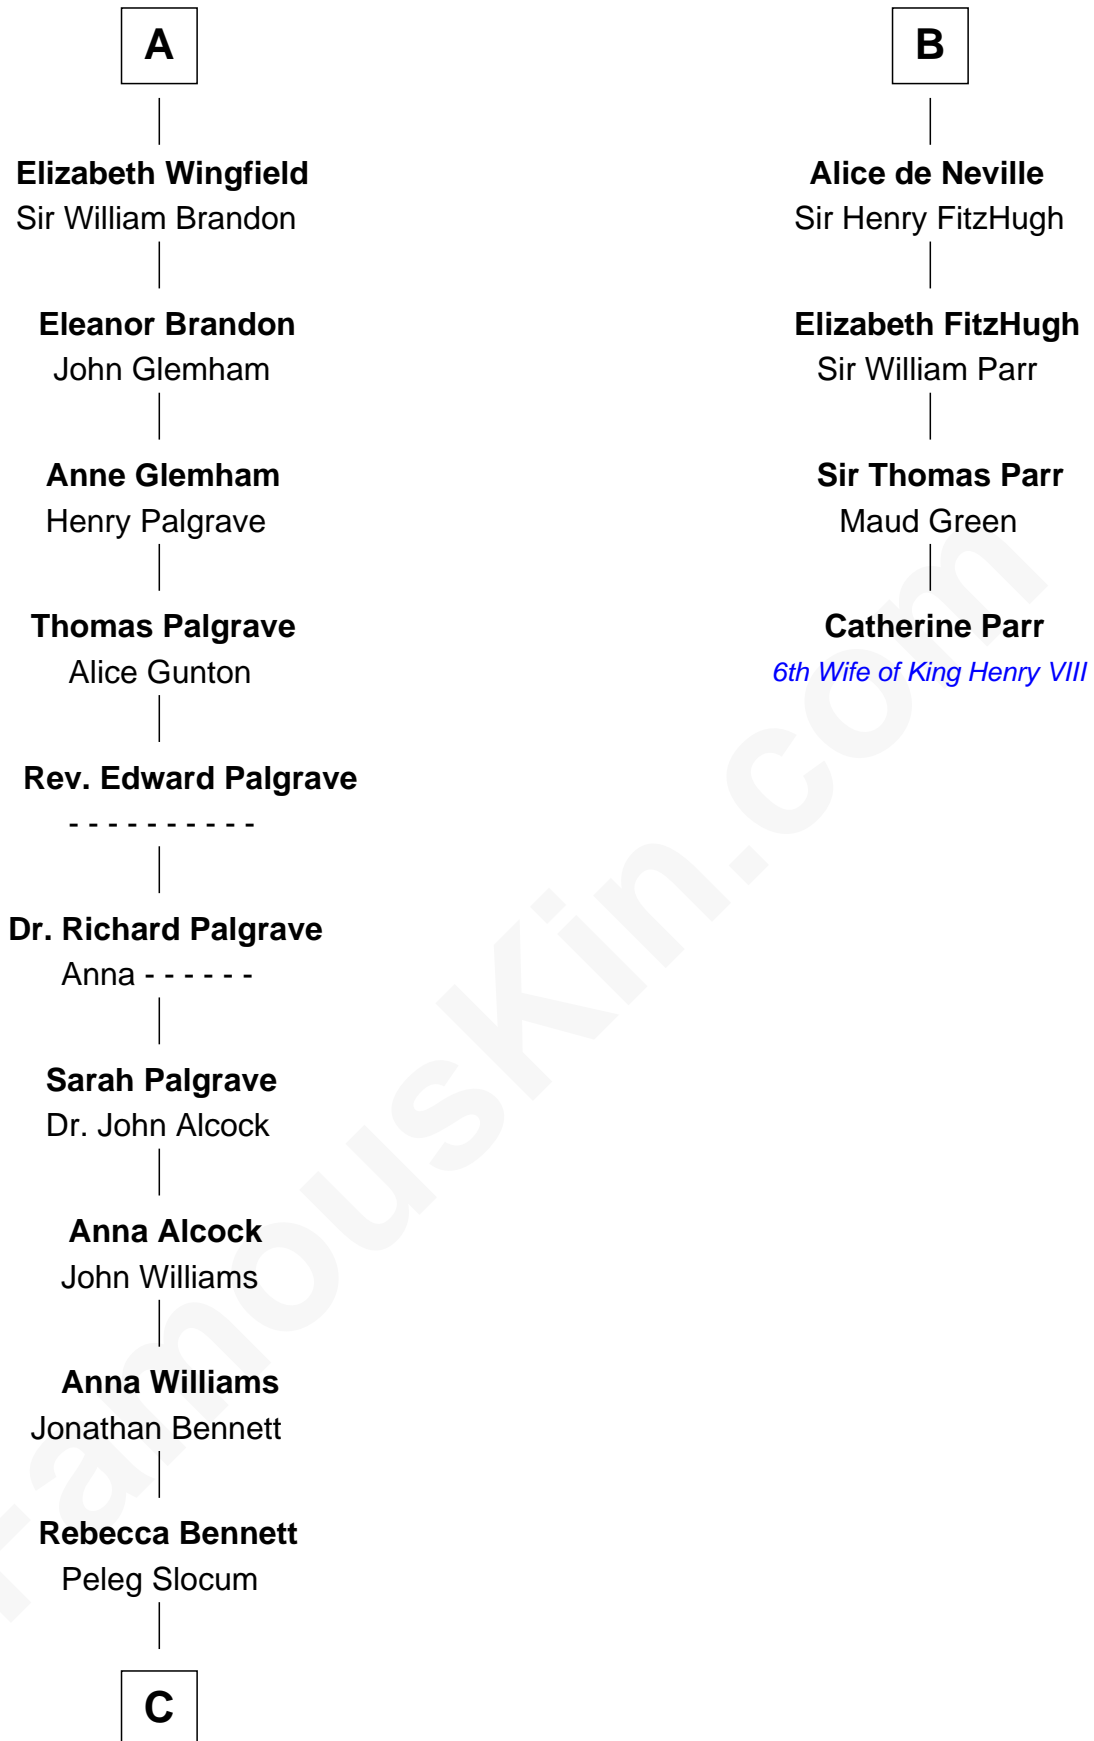 A
Elizabeth Wingfield
Sir William Brandon
Eleanor Brandon
John Glemham
Anne Glemham
Henry Palgrave
Thomas Palgrave
Alice Gunton
Rev. Edward Palgrave
- - - - - - - - - -
Dr. Richard Palgrave
Anna - - - - - -
Sarah Palgrave
Dr. John Alcock
Anna Alcock
John Williams
Anna Williams
Jonathan Bennett
Rebecca Bennett
Peleg Slocum
C
B
Alice de Neville
Sir Henry FitzHugh
Elizabeth FitzHugh
Sir William Parr
Sir Thomas Parr
Maud Green
Catherine Parr
6th Wife of King Henry VIII
FamousKin.com